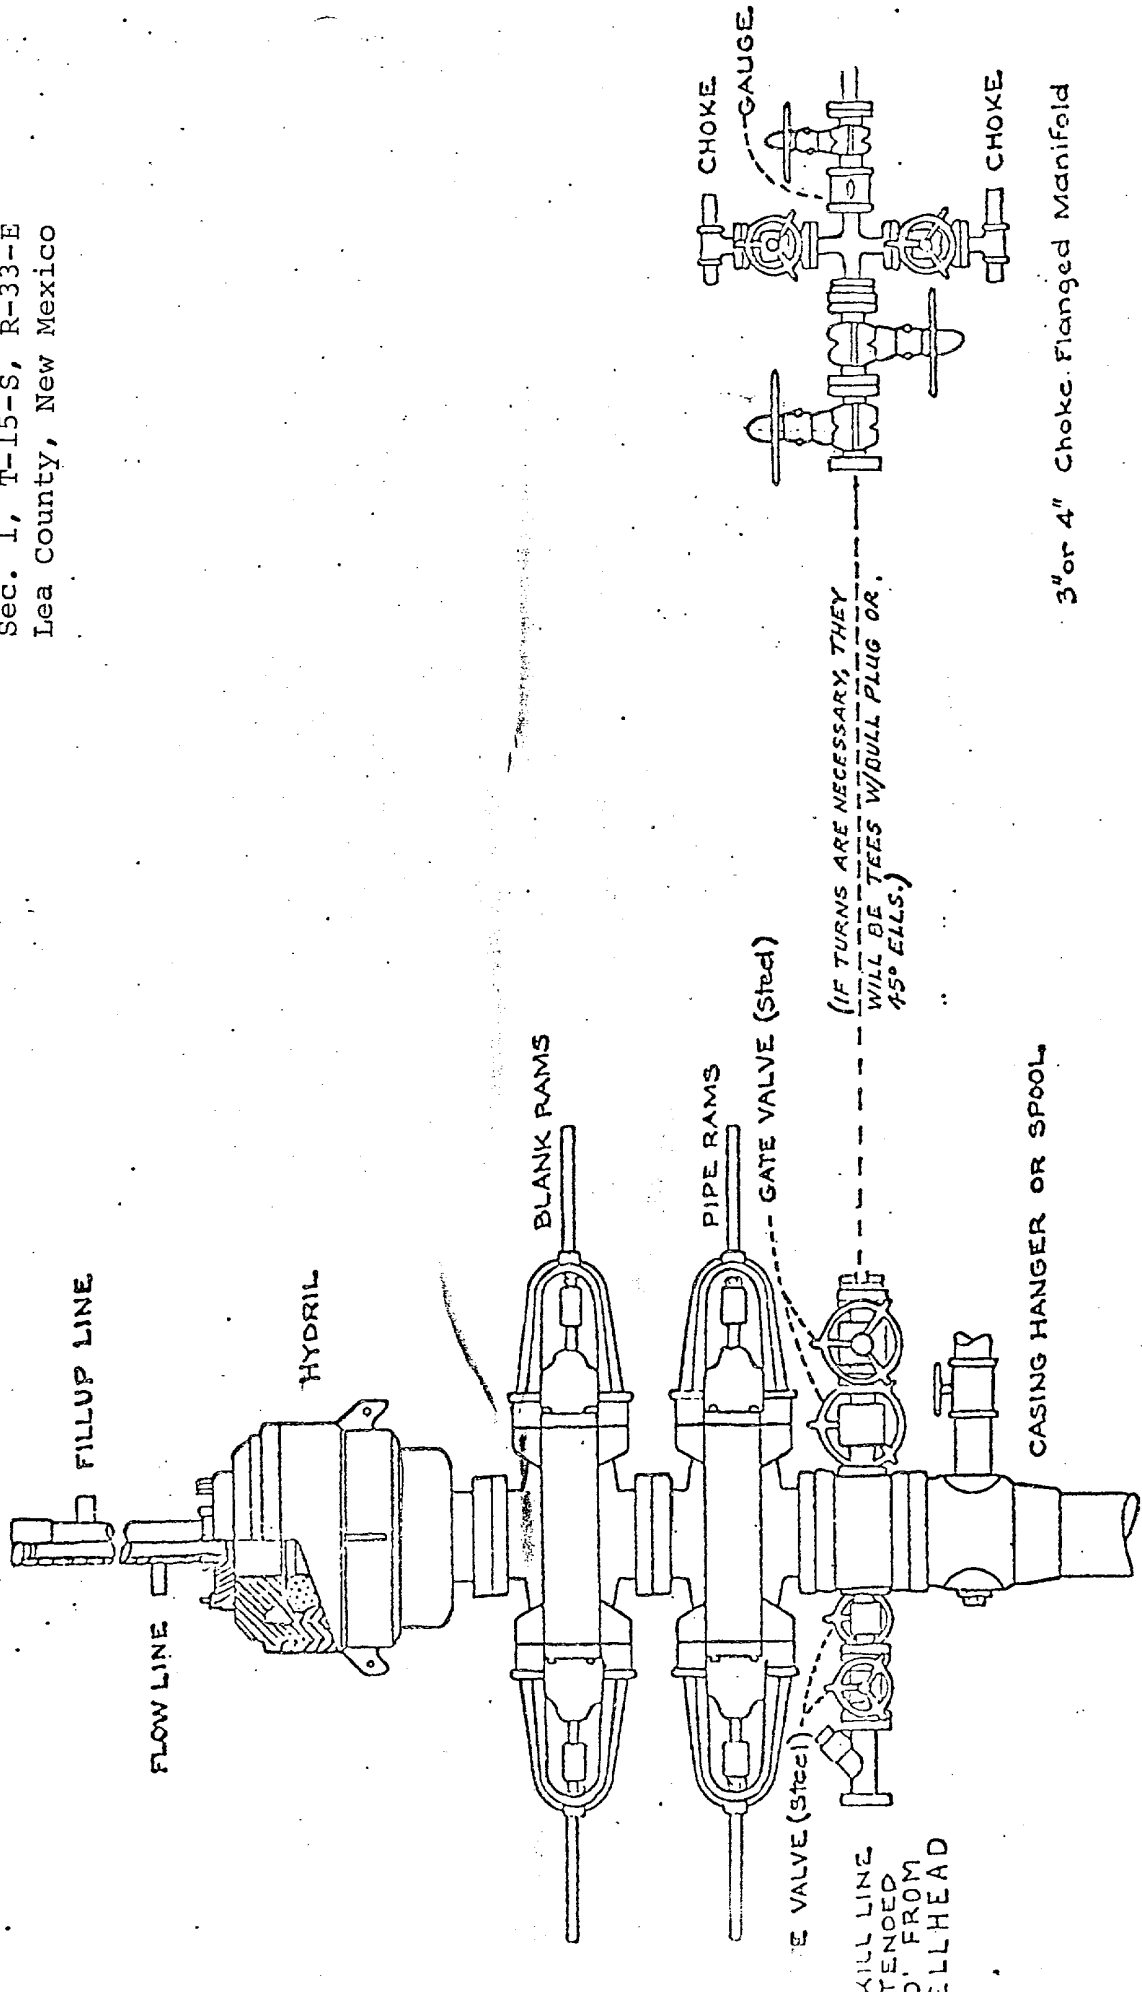 Sec. 1, T-15-S, R-33-E
Lea County, New Mexico
FILLUP LINE
FLOW LINE
HYDRIL
BLANK RAMS
PIPE RAMS
GATE VALVE (Steel)
E VALVE (Steel)
KILL LINE
TENDED
FROM
ELLHEAD
CASING HANGER OR SPOOL
(IF TURNS ARE NECESSARY, THEY
WILL BE TEES W/BULL PLUG OR
45° ELLS.)
CHOKE
GAUGE
CHOKE
3" or 4" Choke Flanged Manifold